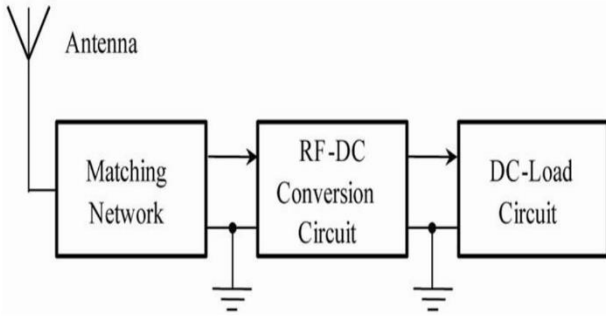 Antenna
Matching
Network
RF-DC
Conversion
Circuit
DC-Load
Circuit